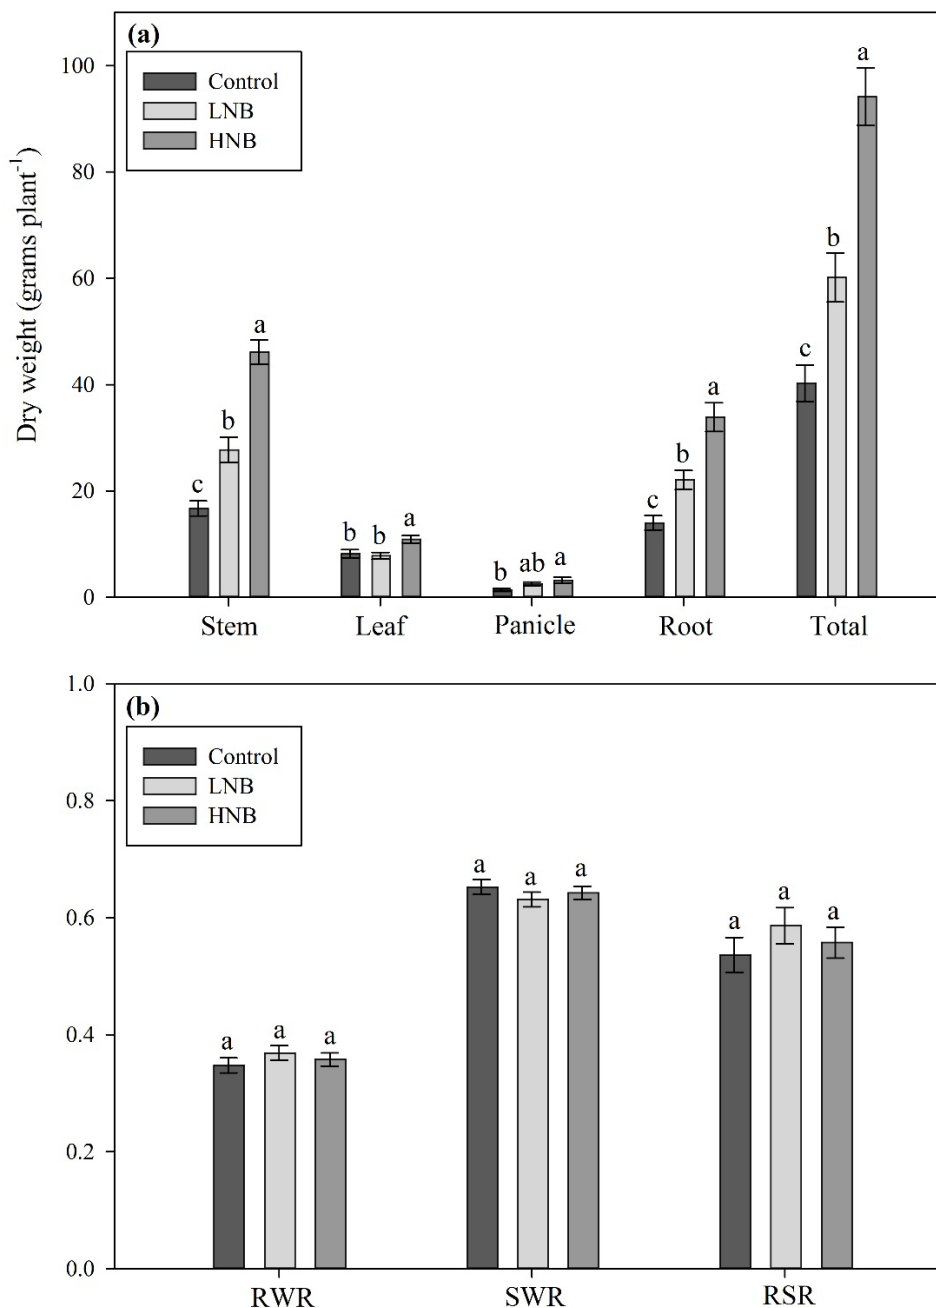 (a)
Control
LNB
HNB
Dry weight (grams plant⁻¹)
100
80
60
40
20
0
c
b
a
b
b
a
b
ab
a
c
b
a
c
b
a
Stem Leaf Panicle Root Total
(b)
Control
LNB
HNB
1.0
0.8
0.6
0.4
0.2
0.0
a
a
a
a
a
a
a
a
a
RWR SWR RSR